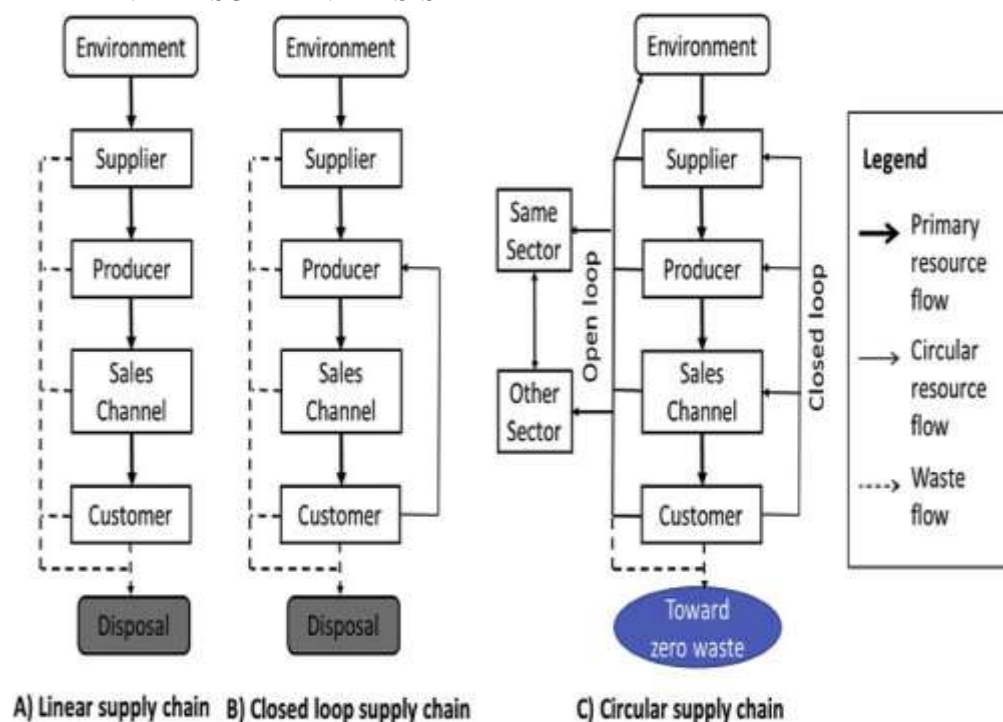 Environment
Supplier
Producer
Sales
Channel
Customer
Disposal
A) Linear supply chain
Environment
Supplier
Producer
Sales
Channel
Customer
Disposal
B) Closed loop supply chain
Environment
Supplier
Producer
Sales
Channel
Customer
Toward
zero waste
Same
Sector
Other
Sector
Open loop
Closed loop
C) Circular supply chain
Legend
Primary
resource
flow
Circular
resource
flow
Waste
flow